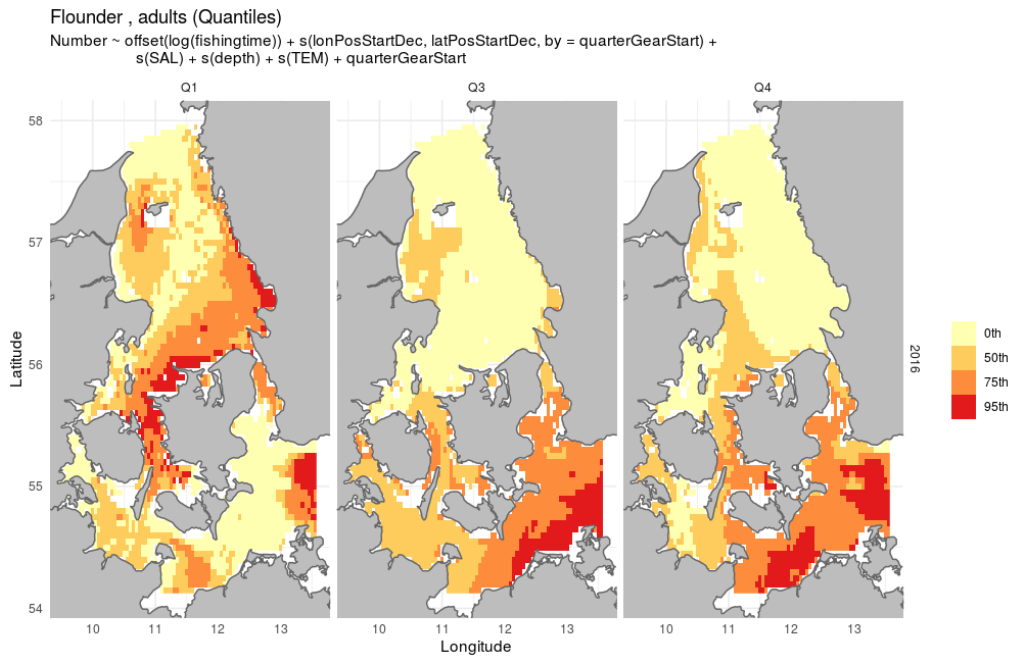 Flounder , adults (Quantiles)
Number ~ offset(log(fishingtime)) + s(lonPosStartDec, latPosStartDec, by = quarterGearStart) +
s(SAL) + s(depth) + s(TEM) + quarterGearStart
Q1 Q3 Q4
58
57
56
55
54
Latitude
2016
0th
50th
75th
95th
10 11 12 13 10 11 12 13 10 11 12 13
Longitude